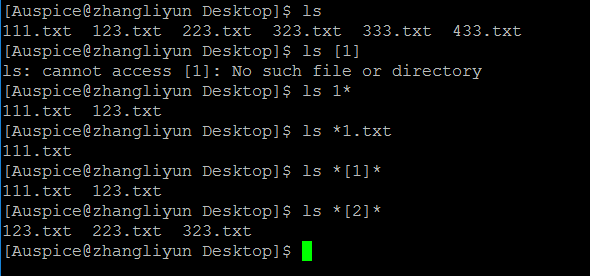 [Auspice@zhangliyun Desktop]$ ls
111.txt  123.txt  223.txt  323.txt  333.txt  433.txt
[Auspice@zhangliyun Desktop]$ ls [1]
ls: cannot access [1]: No such file or directory
[Auspice@zhangliyun Desktop]$ ls 1*
111.txt  123.txt
[Auspice@zhangliyun Desktop]$ ls *1.txt
111.txt
[Auspice@zhangliyun Desktop]$ ls *[1]*
111.txt  123.txt
[Auspice@zhangliyun Desktop]$ ls *[2]*
123.txt  223.txt  323.txt
[Auspice@zhangliyun Desktop]$